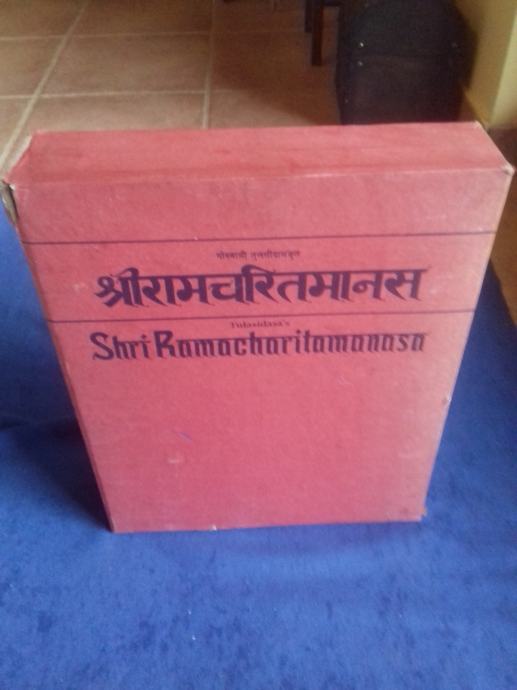 गोस्वामी तुलसीदासकृत
श्रीरामचरितमानस
Tulasidasa's
Shri Ramacharitamanasa